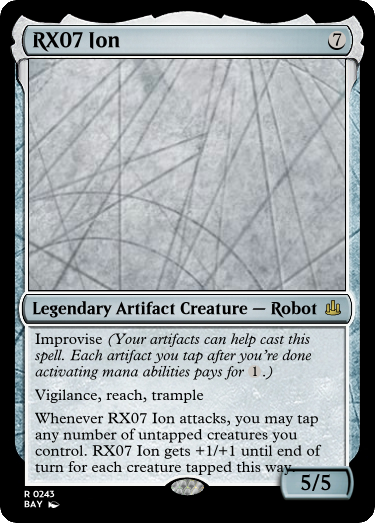 RX07 Ion 7
Legendary Artifact Creature — Robot
Improvise (Your artifacts can help cast this
spell. Each artifact you tap after you're done
activating mana abilities pays for 1.)
Vigilance, reach, trample
Whenever RX07 Ion attacks, you may tap
any number of untapped creatures you
control. RX07 Ion gets +1/+1 until end of
turn for each creature tapped this way.
5/5
R 0243
BAY